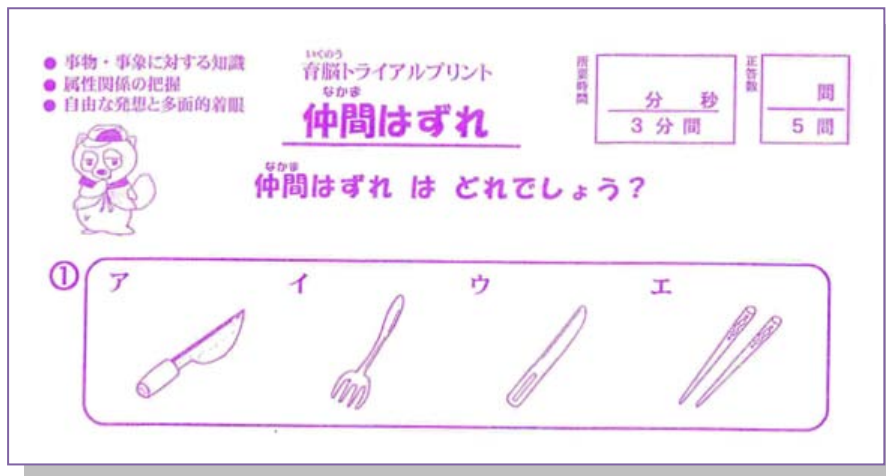 ● 事物・事象に対する知識
● 属性関係の把握
● 自由な発想と多面的着眼
いくのう
育脳トライアルプリント
なかま
仲間はずれ
所要時間
分 秒
3 分 間
正答数
問
5 問
なかま
仲間はずれ は どれでしょう?
①
ア イ ウ エ